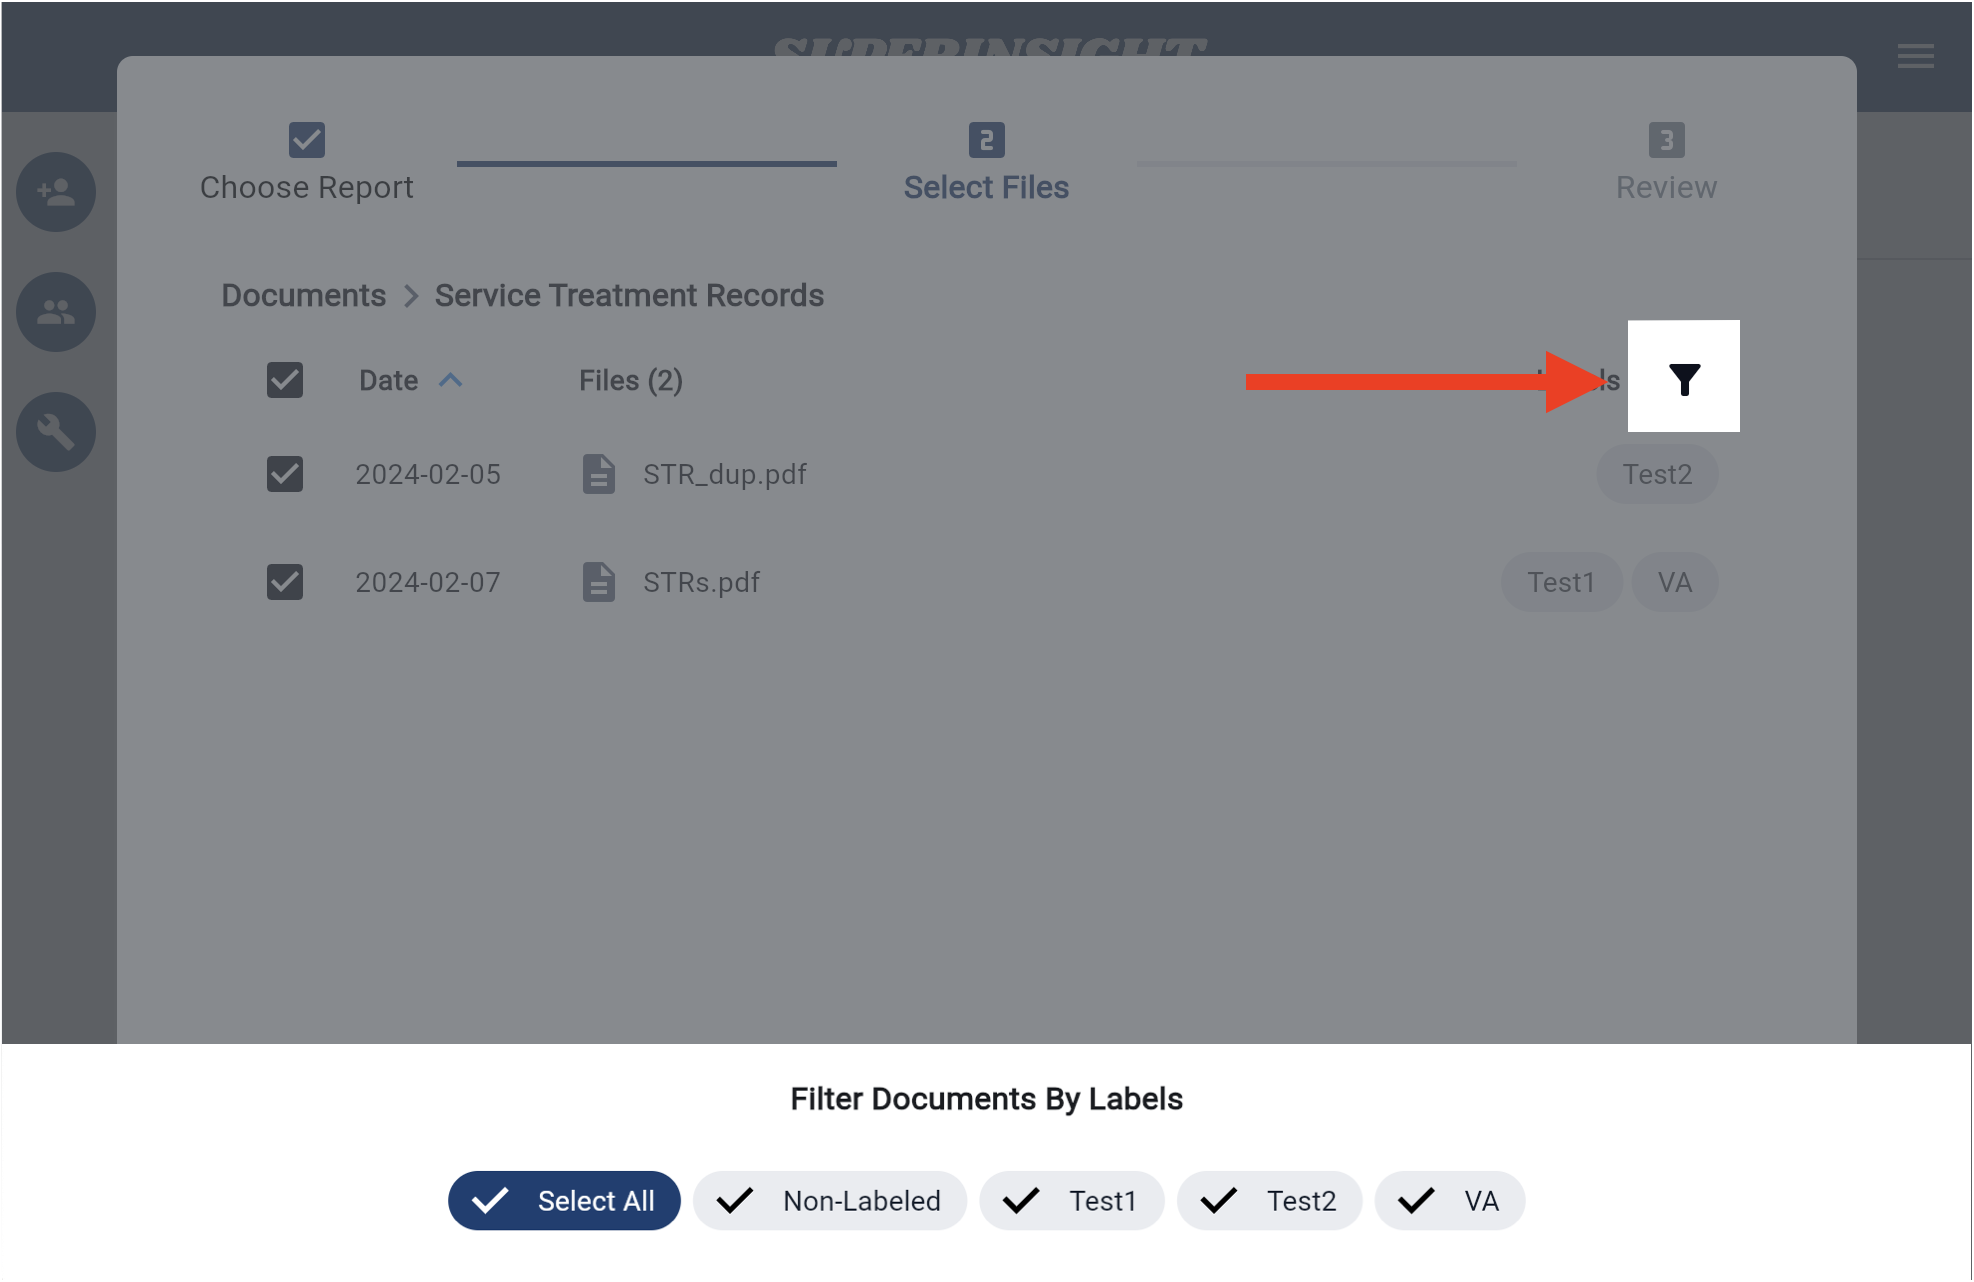 SUPERINSIGHT
2
3
Choose Report
Select Files
Review
Documents > Service Treatment Records
Date Files (2)
2024-02-05 STR_dup.pdf Test2
2024-02-07 STRs.pdf Test1 VA
Filter Documents By Labels
Select All Non-Labeled Test1 Test2 VA